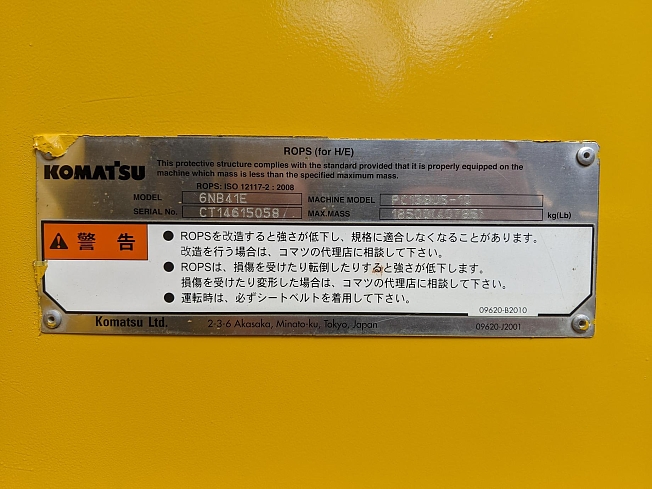 ROPS (for H/E)
KOMATSU
This protective structure complies with the standard provided that it is properly equipped on the
machine which mass is less than the specified maximum mass.
ROPS: ISO 12117-2 : 2008
MODEL 6NB41E MACHINE MODEL
SERIAL No. CT14615058 MAX.MASS kg(Lb)
警告
● ROPSを改造すると強さが低下し、規格に適合しなくなることがあります。
改造を行う場合は、コマツの代理店に相談して下さい。
● ROPSは、損傷を受けたり転倒したりすると強さが低下します。
損傷を受けたり変形した場合は、コマツの代理店に相談して下さい。
● 運転時は、必ずシートベルトを着用して下さい。
09620-B2010
Komatsu Ltd. 2-3-6 Akasaka, Minato-ku, Tokyo, Japan 09620-J2001